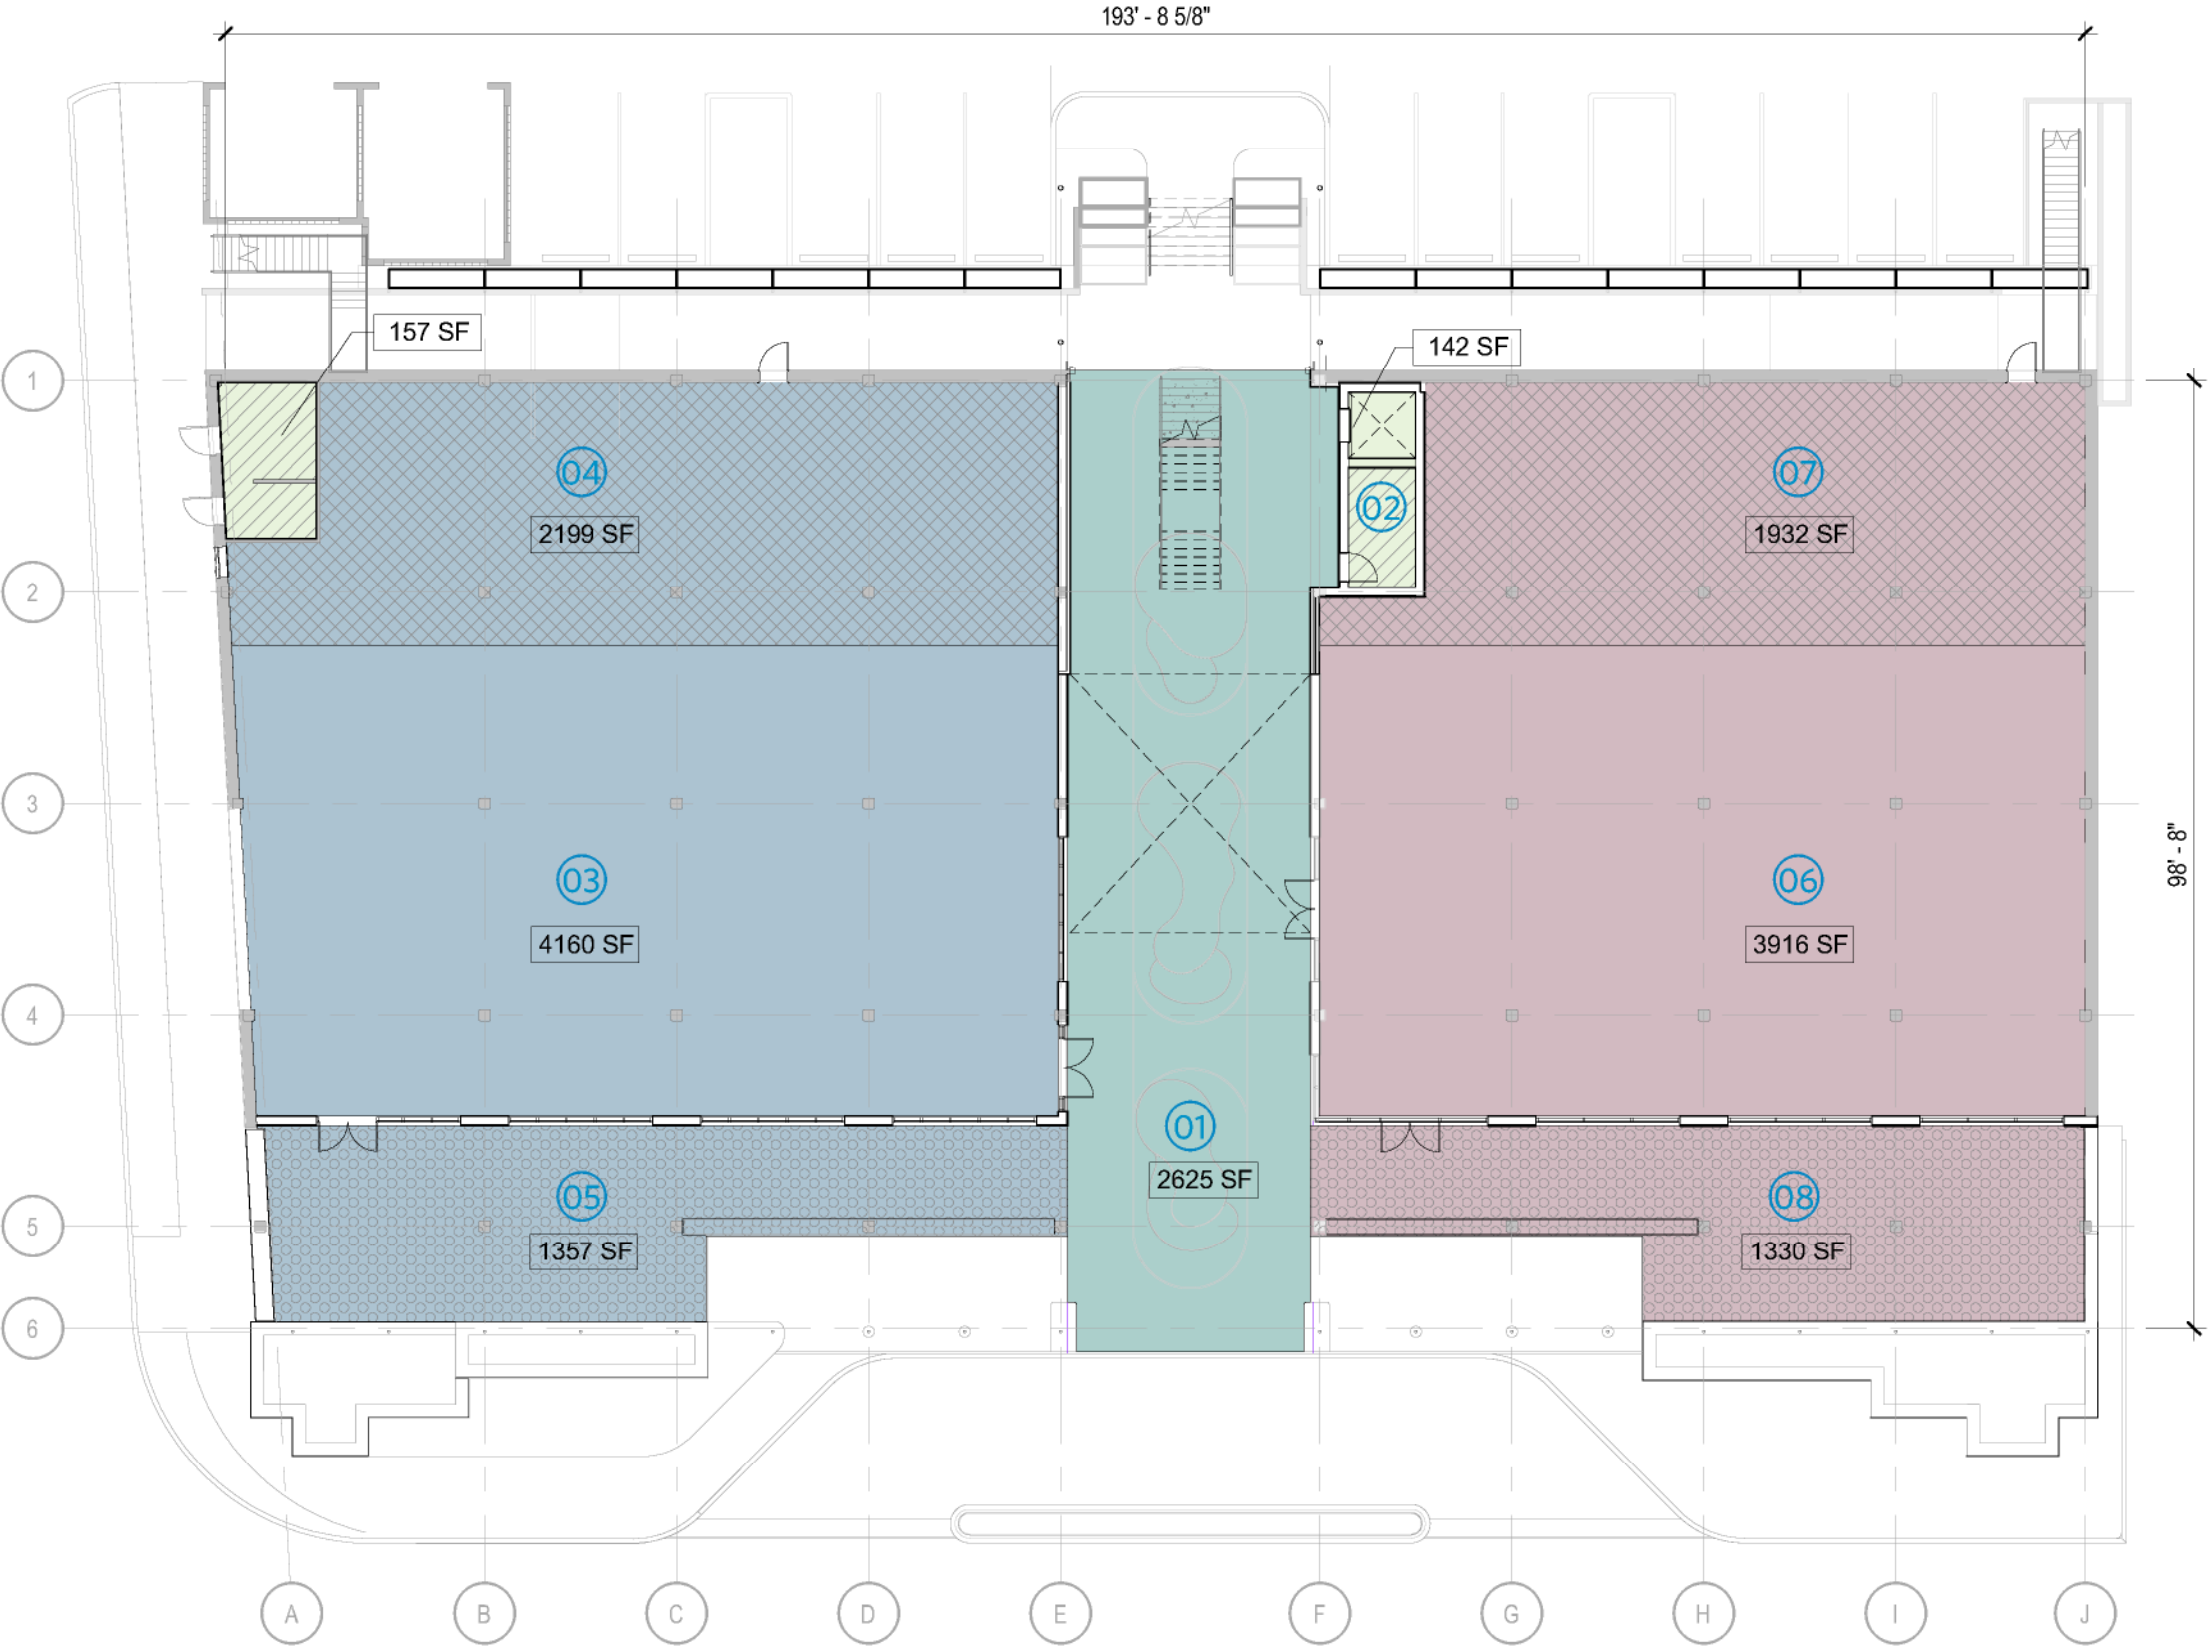 193' - 8 5/8"
157 SF
142 SF
1
04
07
02
2199 SF
1932 SF
2
3
98' - 8"
03
06
4160 SF
3916 SF
4
01
2625 SF
05
08
5
1357 SF
1330 SF
6
A
B
C
D
E
F
G
H
I
J